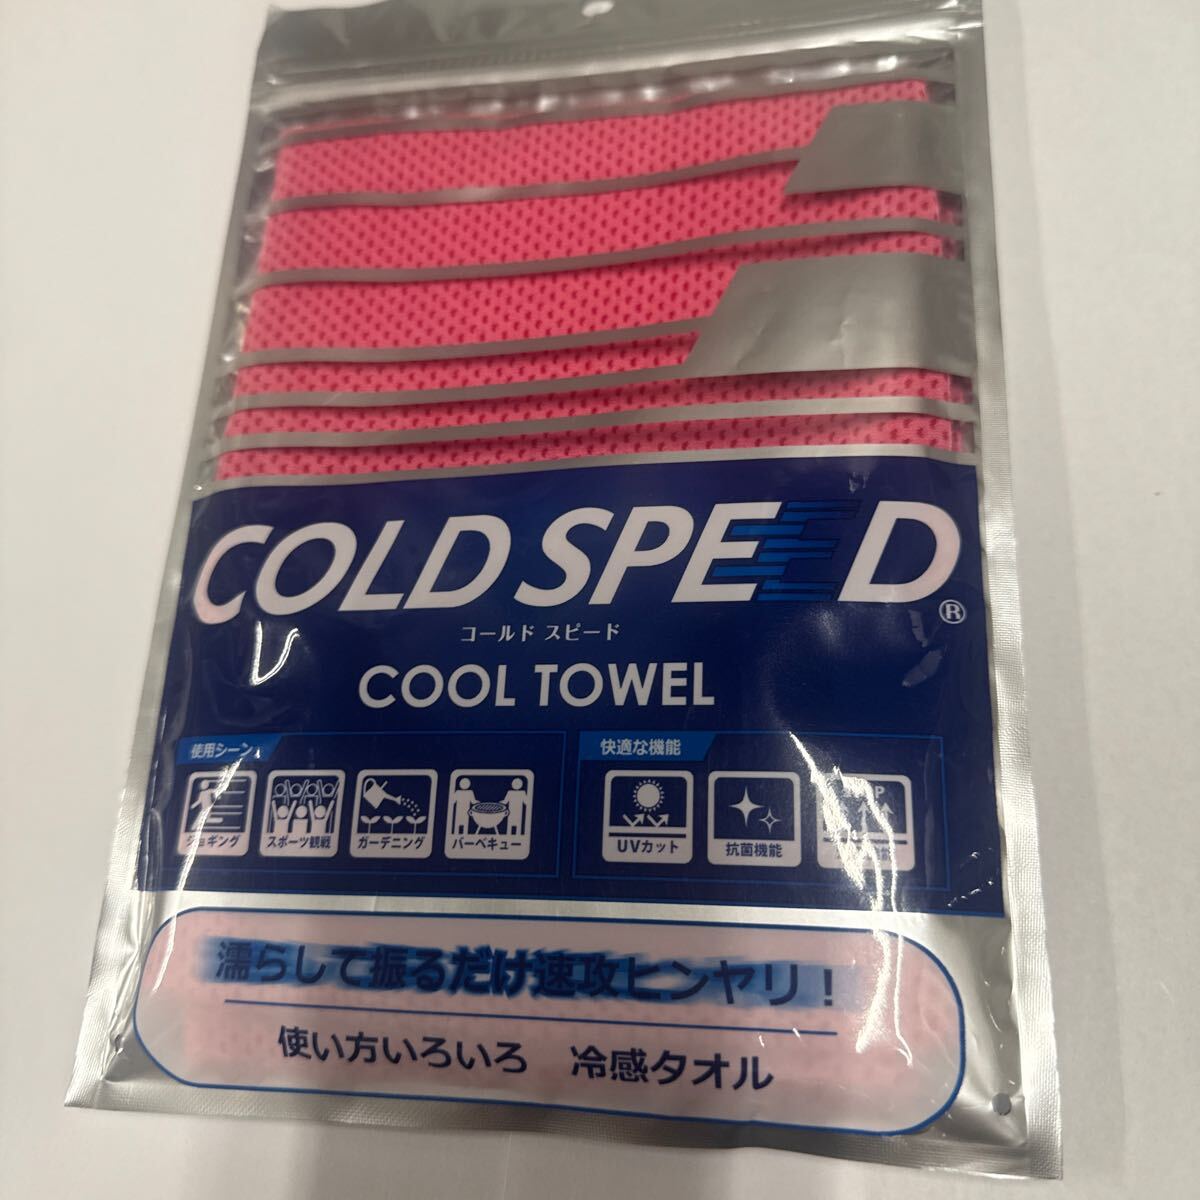 COLD SPEED®
コールド スピード
COOL TOWEL
使用シーン
ジョギング
スポーツ観戦
ガーデニング
バーベキュー
快適な機能
UVカット
抗菌機能
濡らして振るだけ速攻ヒンヤリ!
使い方いろいろ 冷感タオル